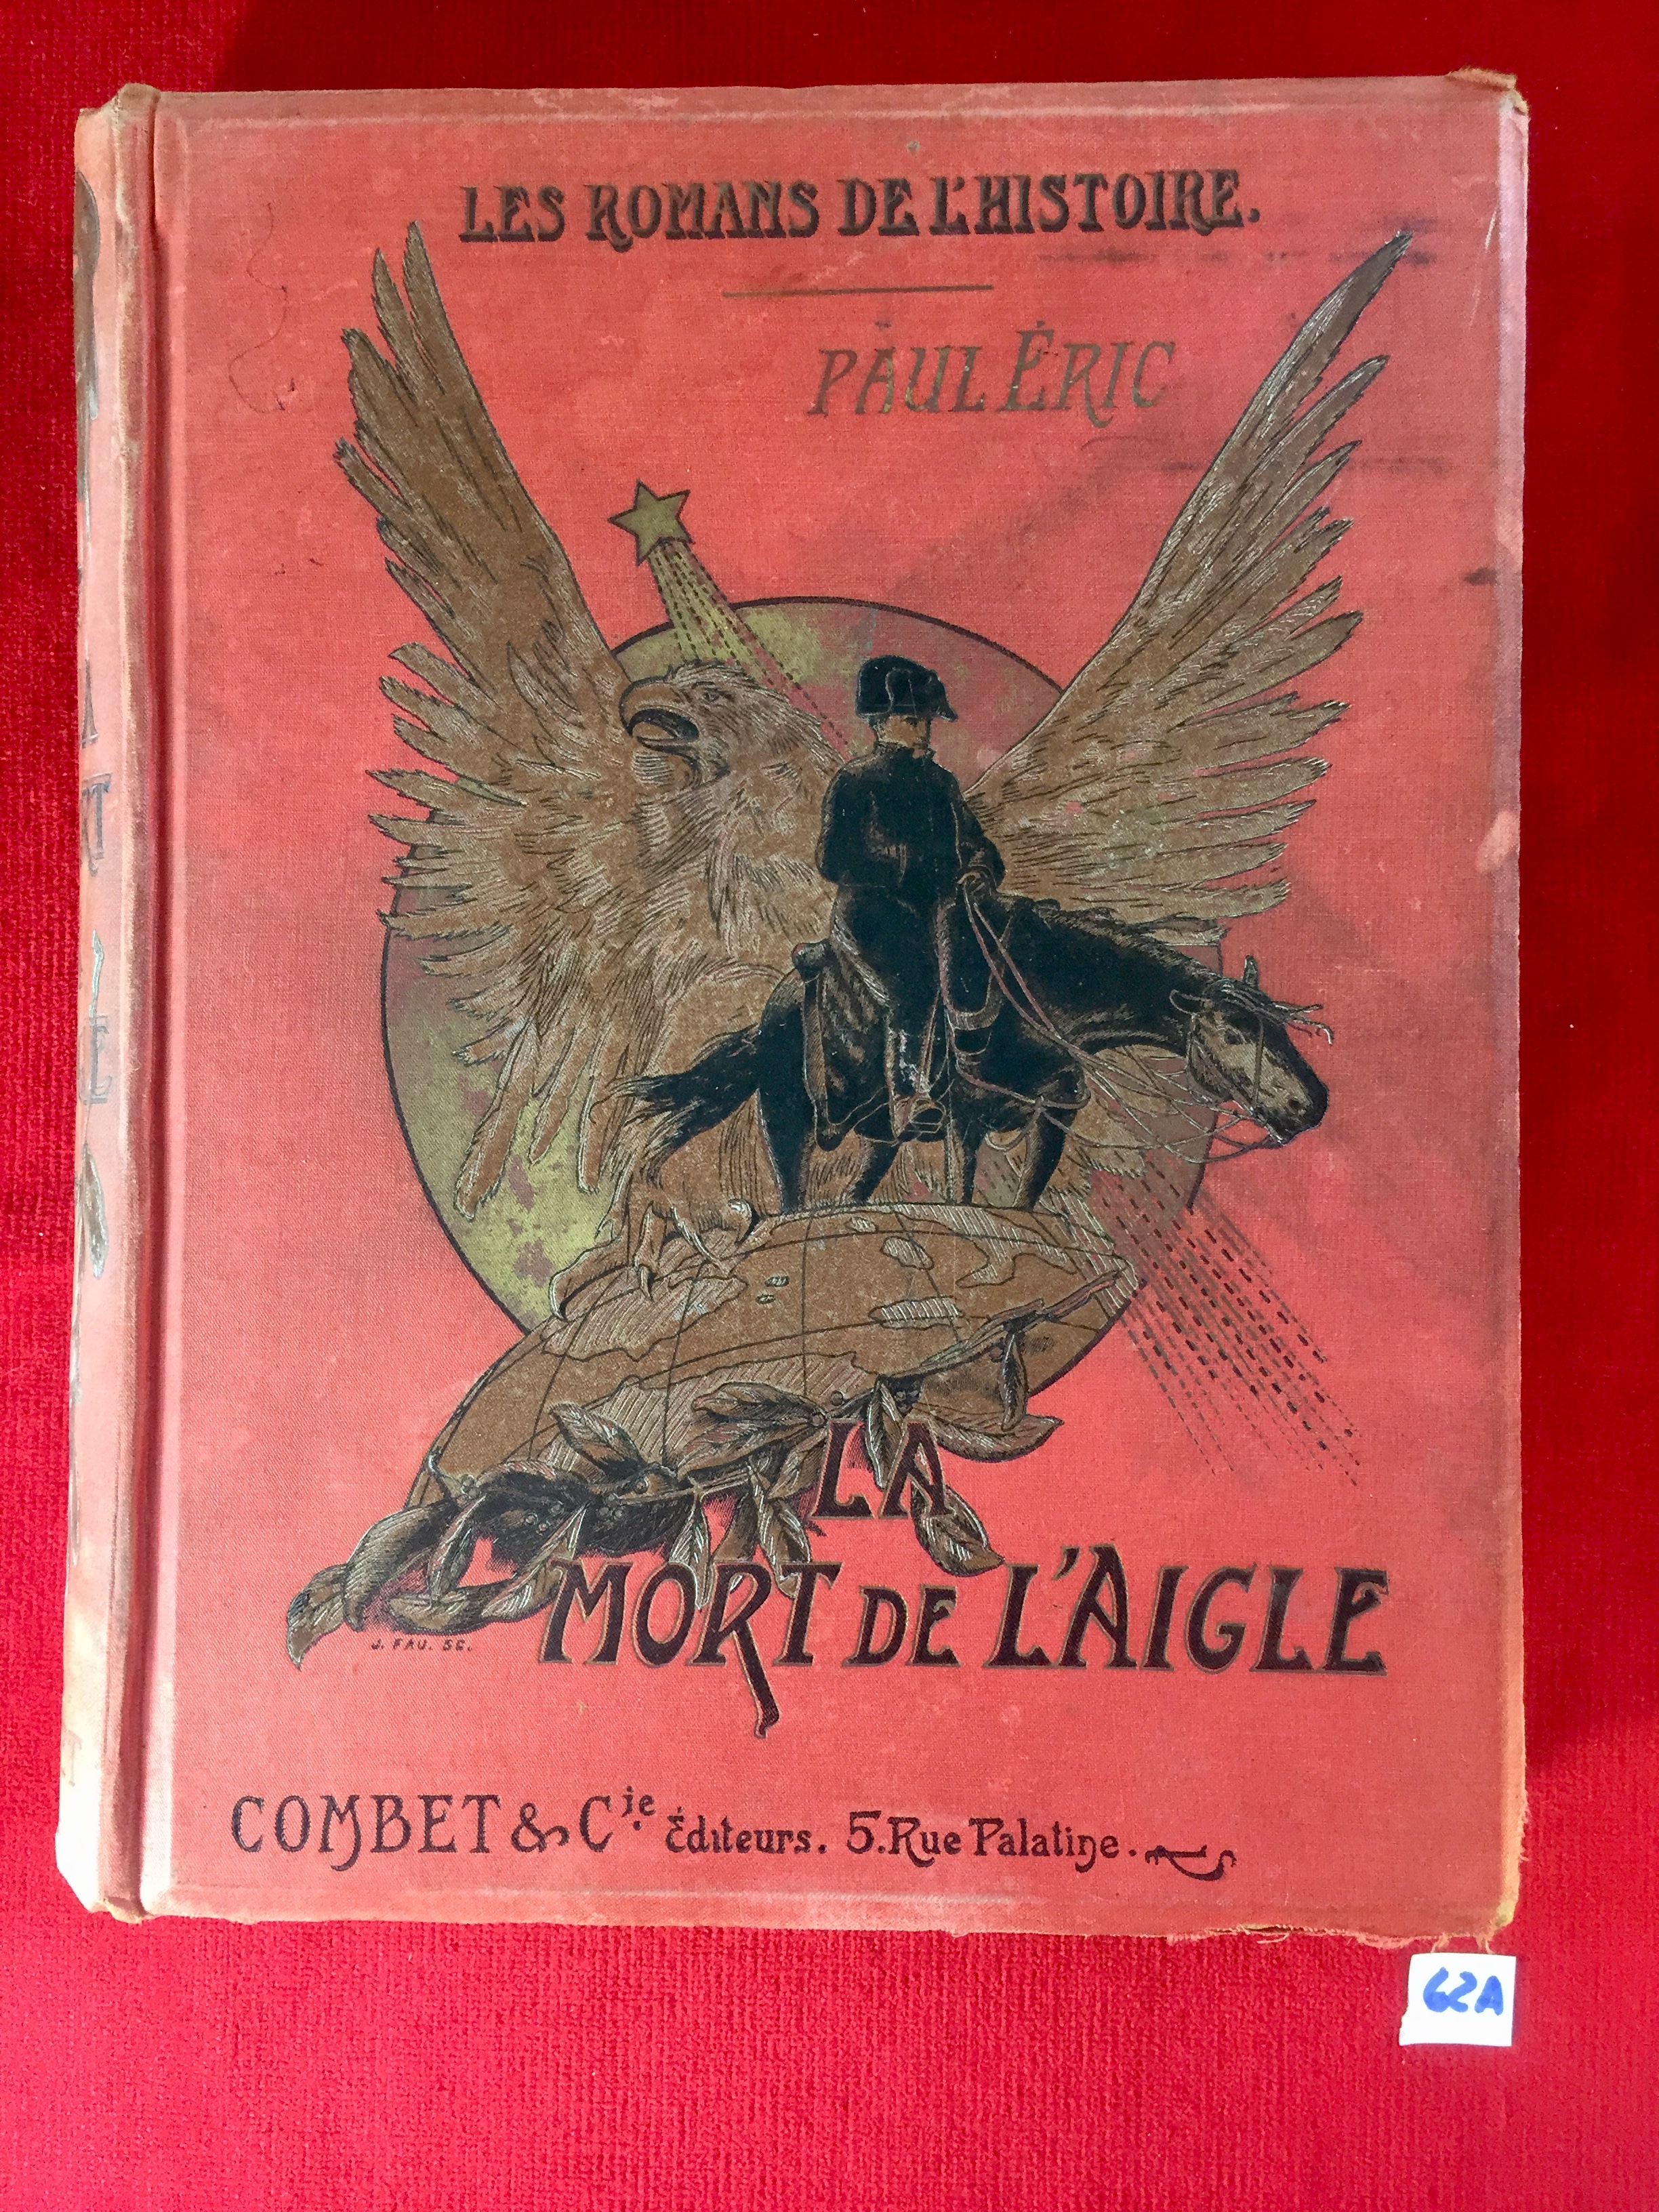 LES ROMANS DE L'HISTOIRE.
PAUL ÉRIC
LA
MORT DE L'AIGLE
J. FAU. SC.
COMBET & Cie. Éditeurs. 5. Rue Palatine.
62A